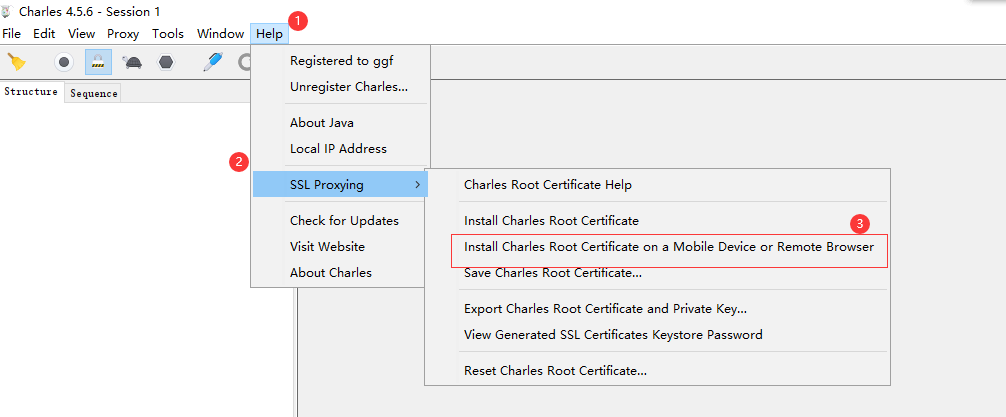 Charles 4.5.6 - Session 1
1
File Edit View Proxy Tools Window Help
Registered to ggf
Unregister Charles...
Structure Sequence
About Java
Local IP Address
2
SSL Proxying
Charles Root Certificate Help
Check for Updates
Install Charles Root Certificate
3
Visit Website
Install Charles Root Certificate on a Mobile Device or Remote Browser
About Charles
Save Charles Root Certificate...
Export Charles Root Certificate and Private Key...
View Generated SSL Certificates Keystore Password
Reset Charles Root Certificate...